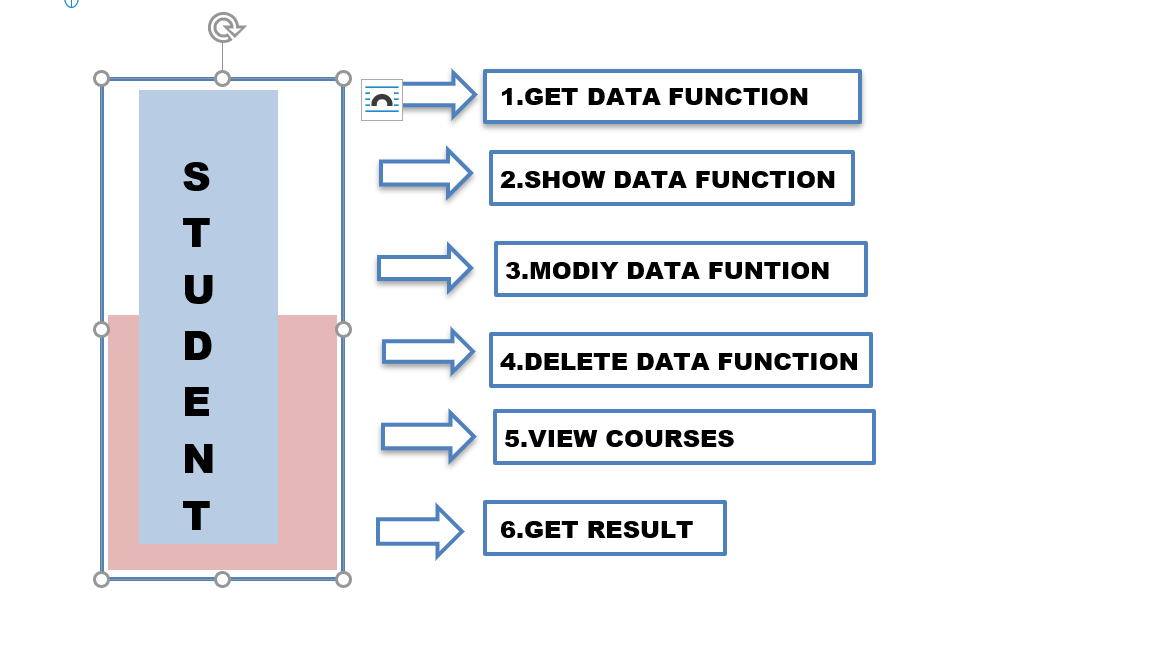 S
T
U
D
E
N
T
1.GET DATA FUNCTION
2.SHOW DATA FUNCTION
3.MODIY DATA FUNTION
4.DELETE DATA FUNCTION
5.VIEW COURSES
6.GET RESULT